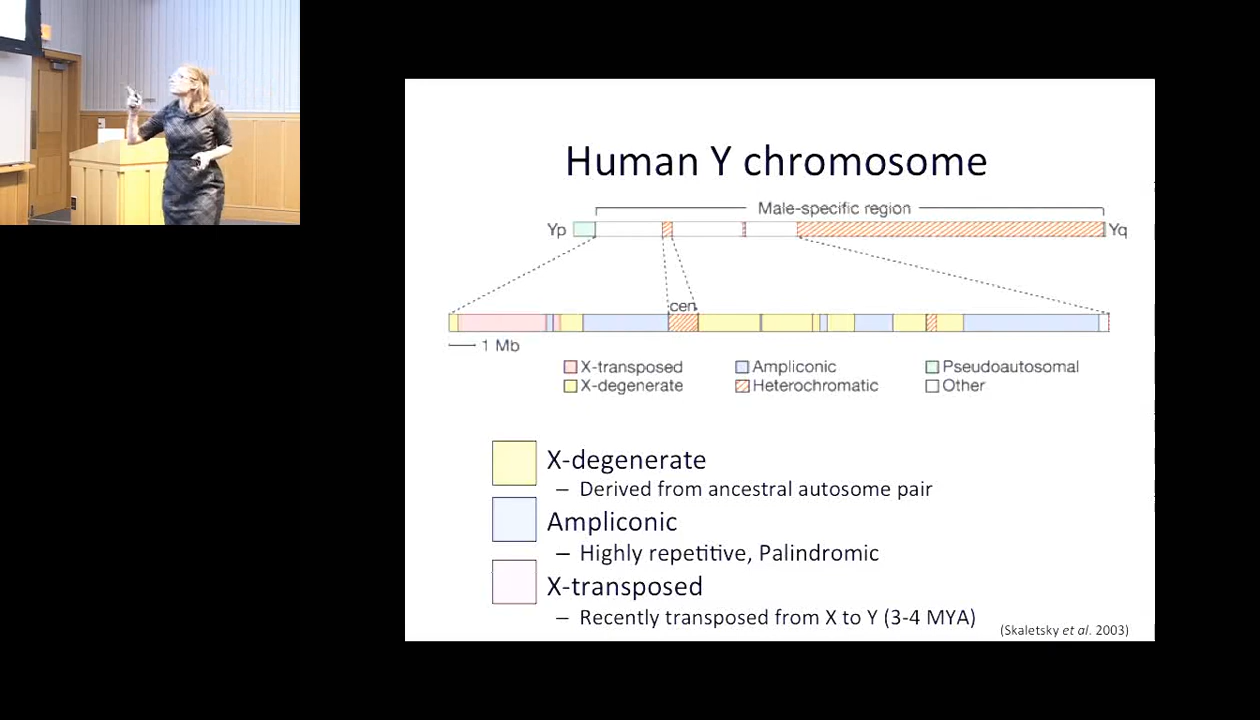 Human Y chromosome
Male-specific region
Yp
Yq
cen
1 Mb
X-transposed
Ampliconic
Pseudoautosomal
X-degenerate
Heterochromatic
Other
X-degenerate
– Derived from ancestral autosome pair
Ampliconic
– Highly repetitive, Palindromic
X-transposed
– Recently transposed from X to Y (3-4 MYA)
(Skaletsky et al. 2003)